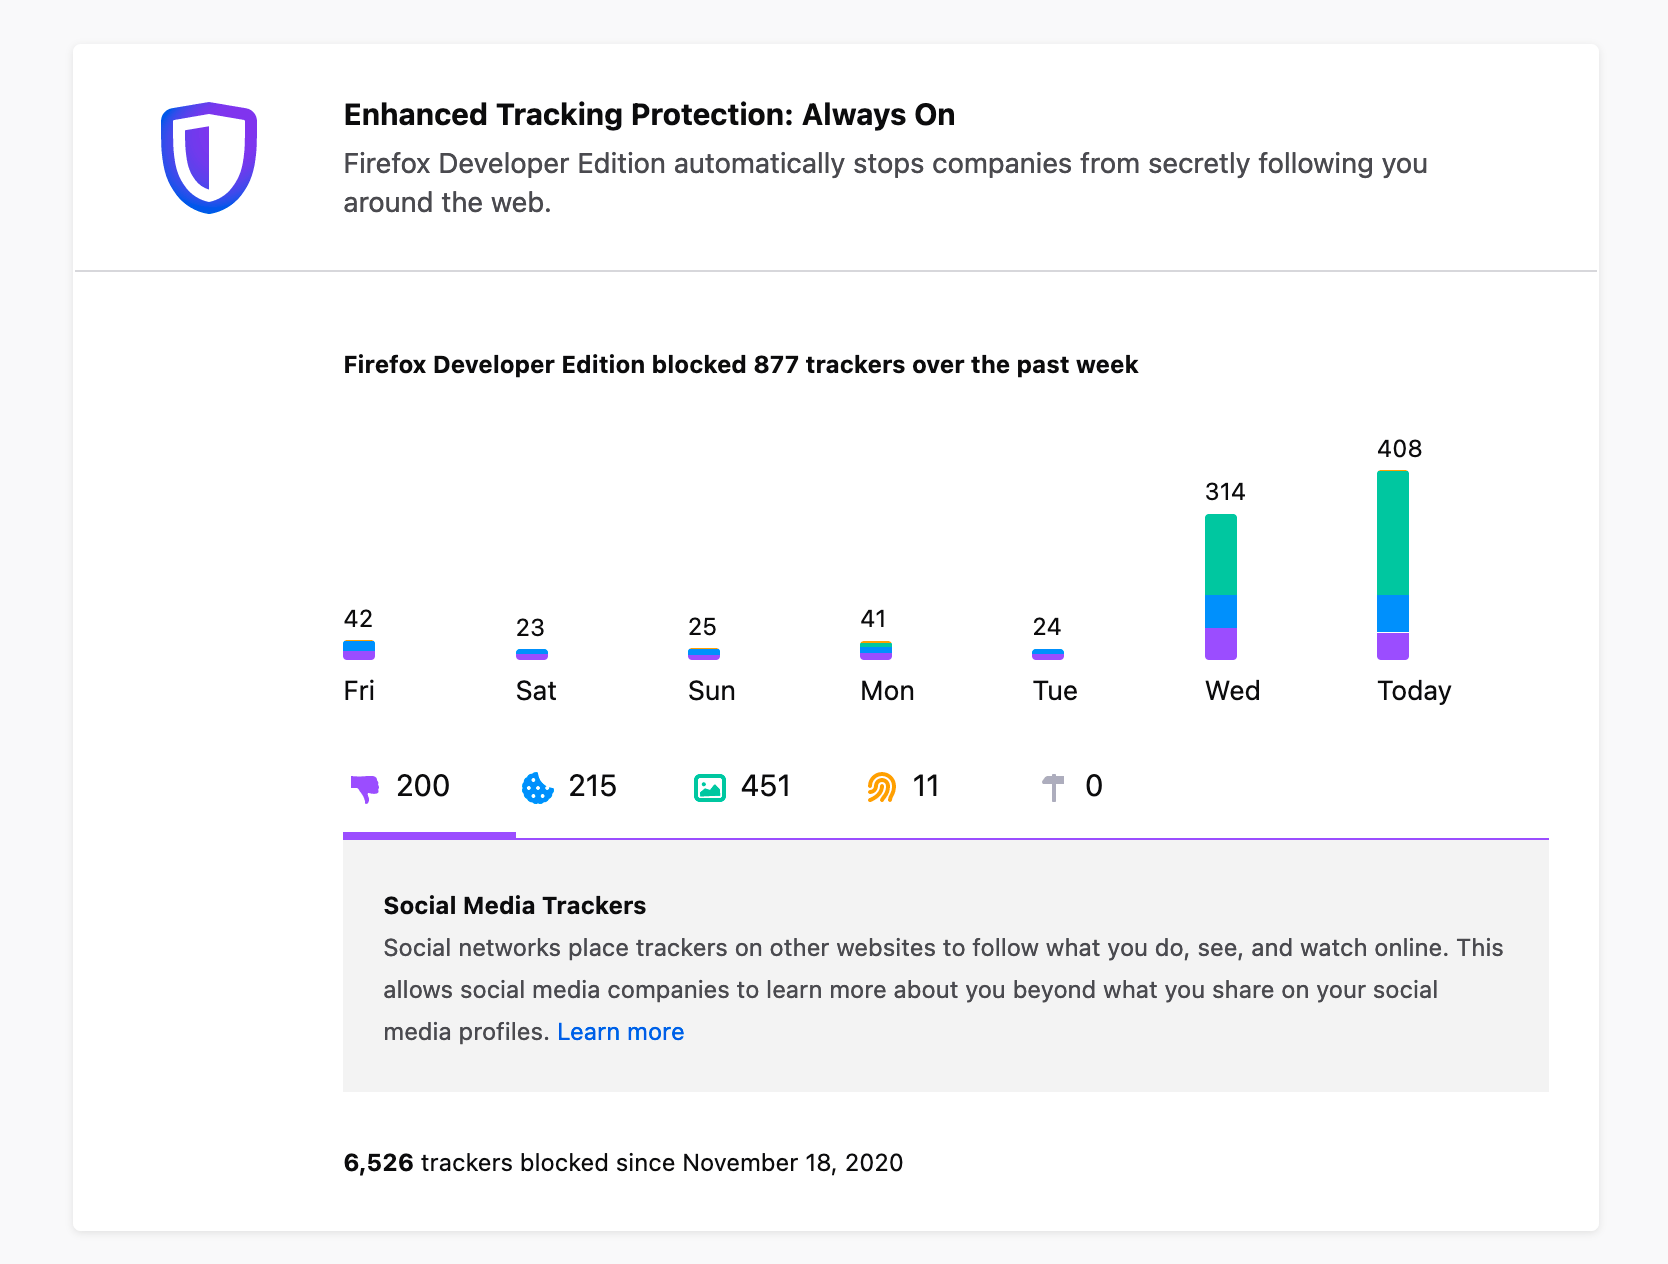 Enhanced Tracking Protection: Always On
Firefox Developer Edition automatically stops companies from secretly following you
around the web.
Firefox Developer Edition blocked 877 trackers over the past week
42
23
25
41
24
314
408
Fri
Sat
Sun
Mon
Tue
Wed
Today
200
215
451
11
0
Social Media Trackers
Social networks place trackers on other websites to follow what you do, see, and watch online. This
allows social media companies to learn more about you beyond what you share on your social
media profiles. Learn more
6,526 trackers blocked since November 18, 2020